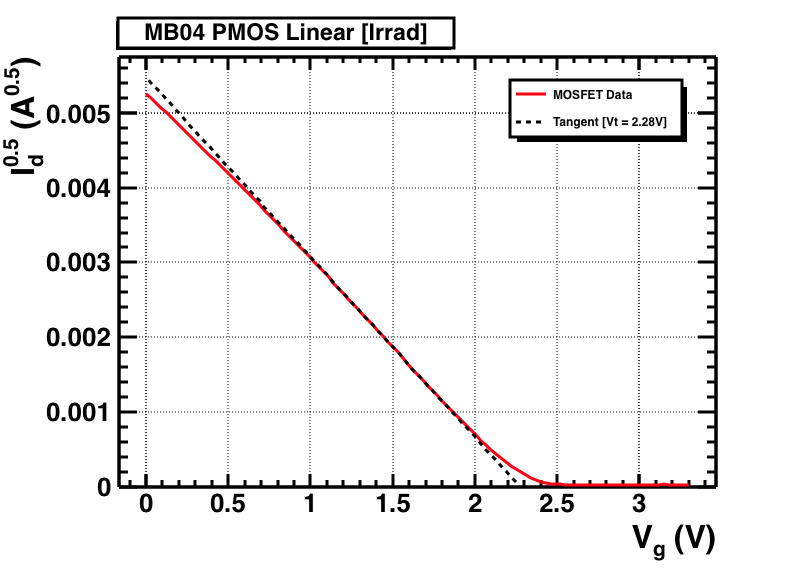 MB04 PMOS Linear [Irrad]
I_d^0.5 (A^0.5)
MOSFET Data
Tangent [Vt = 2.28V]
0.005
0.004
0.003
0.002
0.001
0
0 0.5 1 1.5 2 2.5 3
V_g (V)